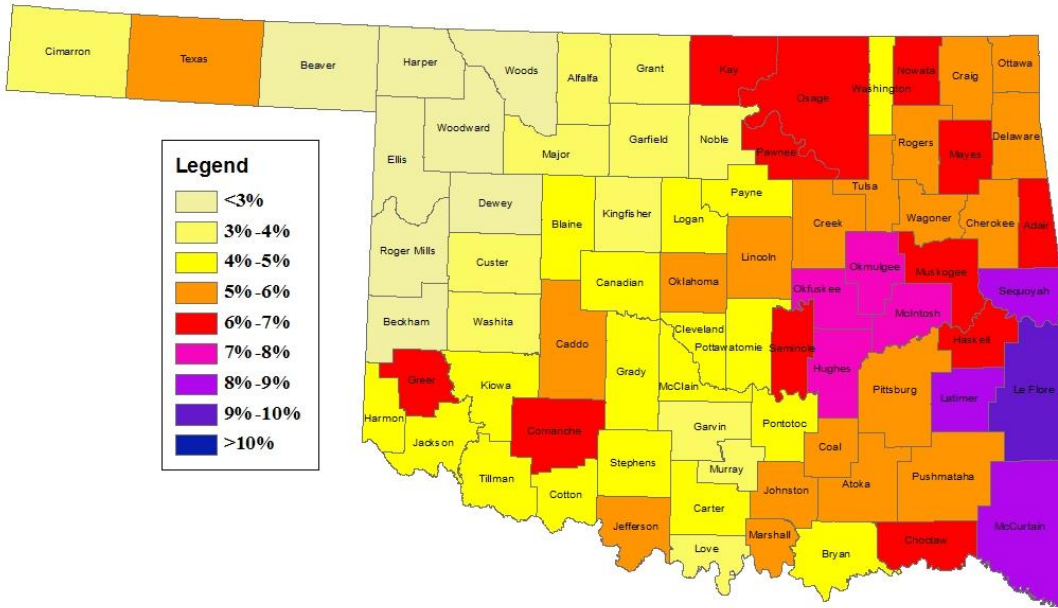 Cimarron
Texas
Beaver
Harper
Woods
Alfalfa
Grant
Kay
Osage
Washington
Nowata
Craig
Ottawa
Woodward
Ellis
Major
Garfield
Noble
Pawnee
Rogers
Mayes
Delaware
Legend
<3%
3%-4%
4%-5%
5%-6%
6%-7%
7%-8%
8%-9%
9%-10%
>10%
Dewey
Blaine
Kingfisher
Logan
Payne
Creek
Tulsa
Wagoner
Cherokee
Adair
Roger Mills
Custer
Canadian
Oklahoma
Lincoln
Okfuskee
Okmulgee
Muskogee
Sequoyah
McIntosh
Beckham
Washita
Caddo
Grady
Cleveland
McClain
Pottawatomie
Seminole
Hughes
Pittsburg
Haskell
Latimer
Le Flore
Greer
Kiowa
Harmon
Jackson
Comanche
Tillman
Cotton
Stephens
Garvin
Murray
Pontotoc
Coal
Carter
Johnston
Atoka
Pushmataha
Jefferson
Love
Marshall
Bryan
Choctaw
McCurtain